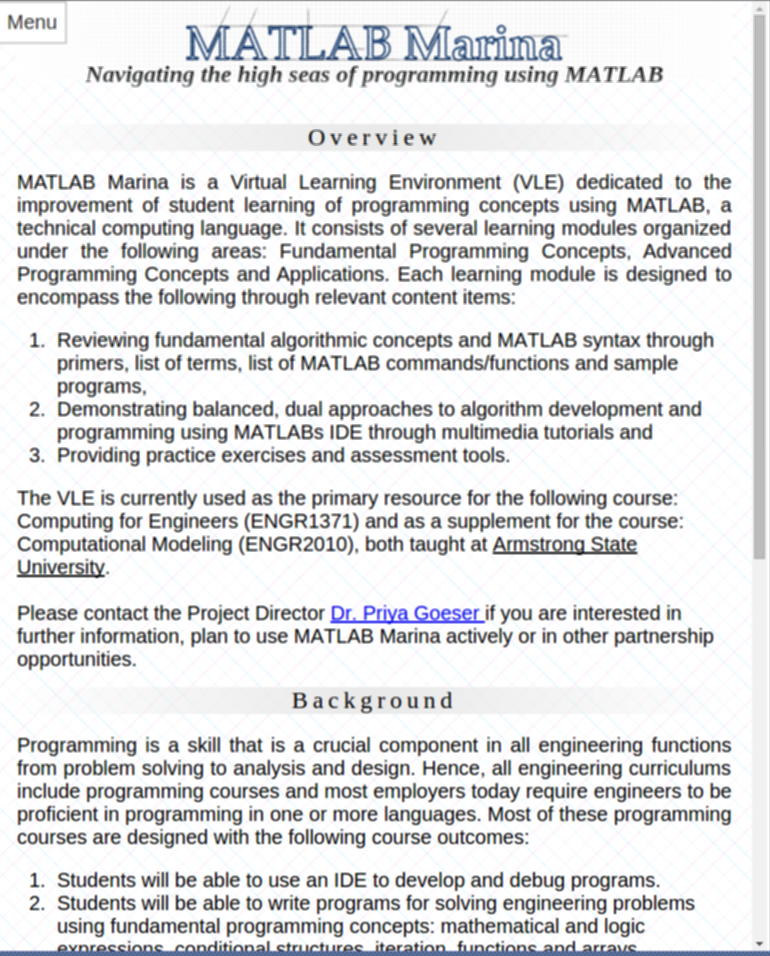 Menu
MATLAB Marina
Navigating the high seas of programming using MATLAB
Overview
MATLAB Marina is a Virtual Learning Environment (VLE) dedicated to the
improvement of student learning of programming concepts using MATLAB, a
technical computing language. It consists of several learning modules organized
under the following areas: Fundamental Programming Concepts, Advanced
Programming Concepts and Applications. Each learning module is designed to
encompass the following through relevant content items:
1. Reviewing fundamental algorithmic concepts and MATLAB syntax through
primers, list of terms, list of MATLAB commands/functions and sample
programs,
2. Demonstrating balanced, dual approaches to algorithm development and
programming using MATLABs IDE through multimedia tutorials and
3. Providing practice exercises and assessment tools.
The VLE is currently used as the primary resource for the following course:
Computing for Engineers (ENGR1371) and as a supplement for the course:
Computational Modeling (ENGR2010), both taught at Armstrong State
University.
Please contact the Project Director Dr. Priya Goeser if you are interested in
further information, plan to use MATLAB Marina actively or in other partnership
opportunities.
Background
Programming is a skill that is a crucial component in all engineering functions
from problem solving to analysis and design. Hence, all engineering curriculums
include programming courses and most employers today require engineers to be
proficient in programming in one or more languages. Most of these programming
courses are designed with the following course outcomes:
1. Students will be able to use an IDE to develop and debug programs.
2. Students will be able to write programs for solving engineering problems
using fundamental programming concepts: mathematical and logic
expressions, conditional structures, iteration, functions and arrays